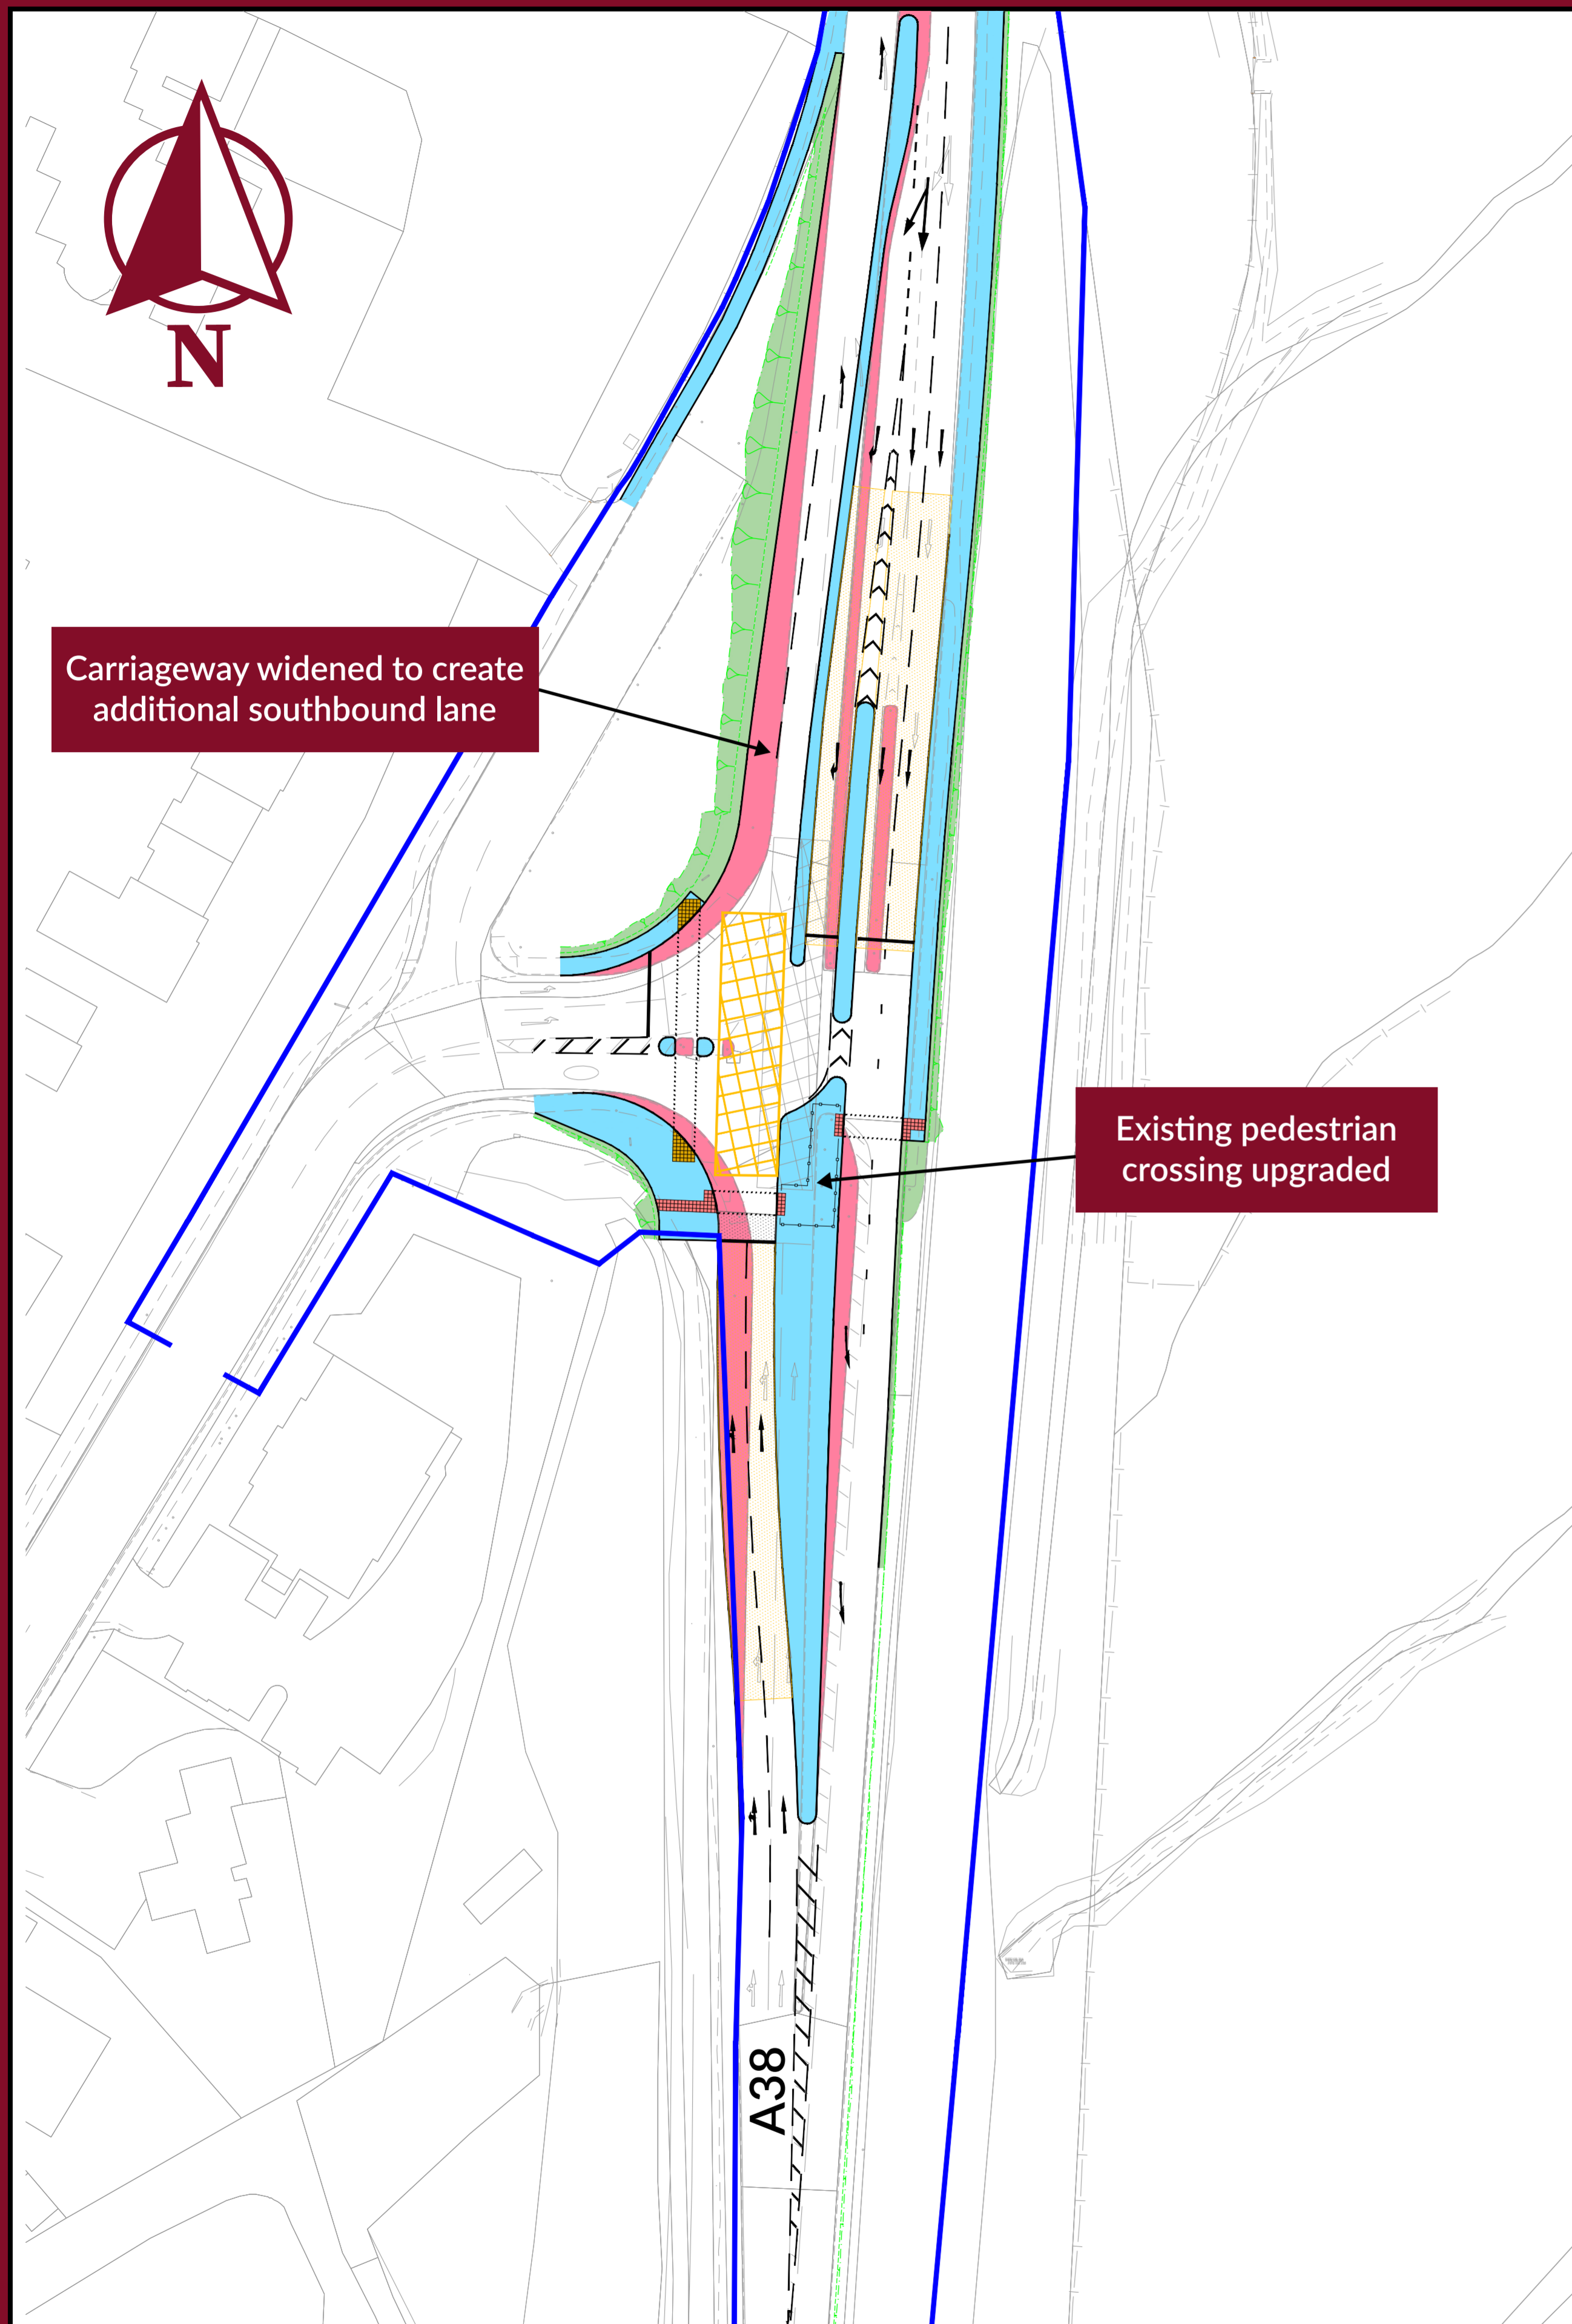 N
Carriageway widened to create
additional southbound lane
Existing pedestrian
crossing upgraded
A38